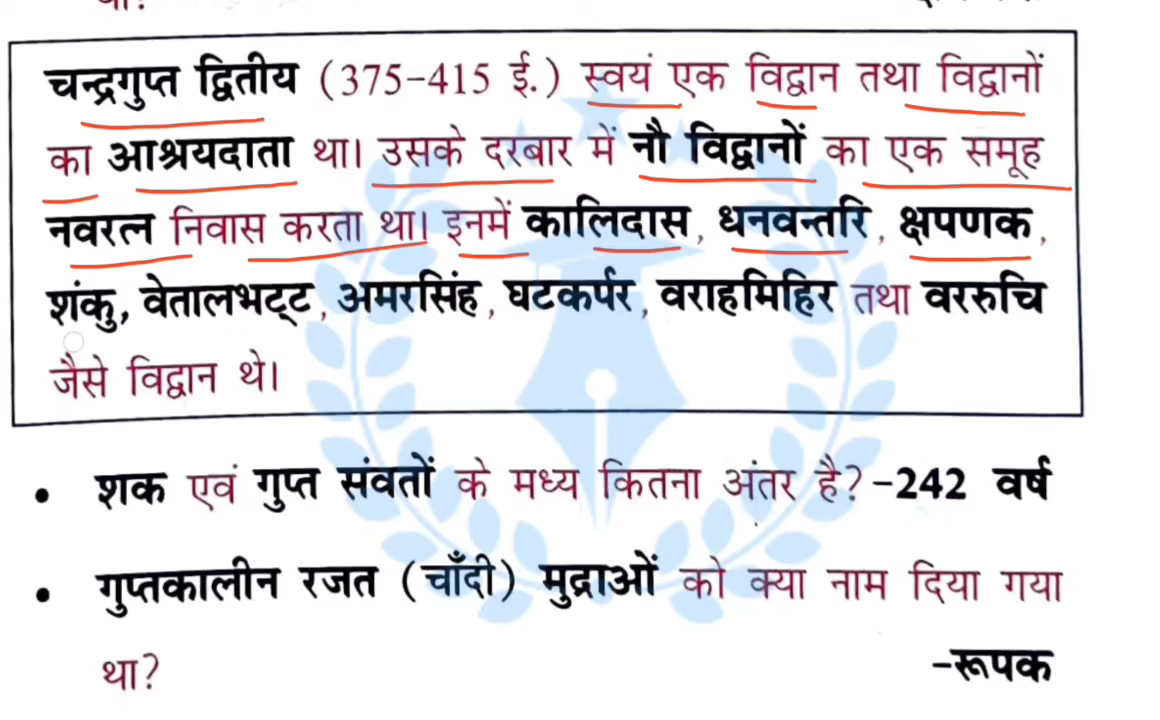 चन्द्रगुप्त द्वितीय (375-415 ई.) स्वयं एक विद्वान तथा विद्वानों
का आश्रयदाता था। उसके दरबार में नौ विद्वानों का एक समूह
नवरत्न निवास करता था। इनमें कालिदास, धनवन्तरि, क्षपणक,
शंकु, वेतालभट्ट, अमरसिंह, घटकर्पर, वराहमिहिर तथा वररुचि
जैसे विद्वान थे।
• शक एवं गुप्त संवतों के मध्य कितना अंतर है? -242 वर्ष
• गुप्तकालीन रजत (चाँदी) मुद्राओं को क्या नाम दिया गया
था? -रूपक